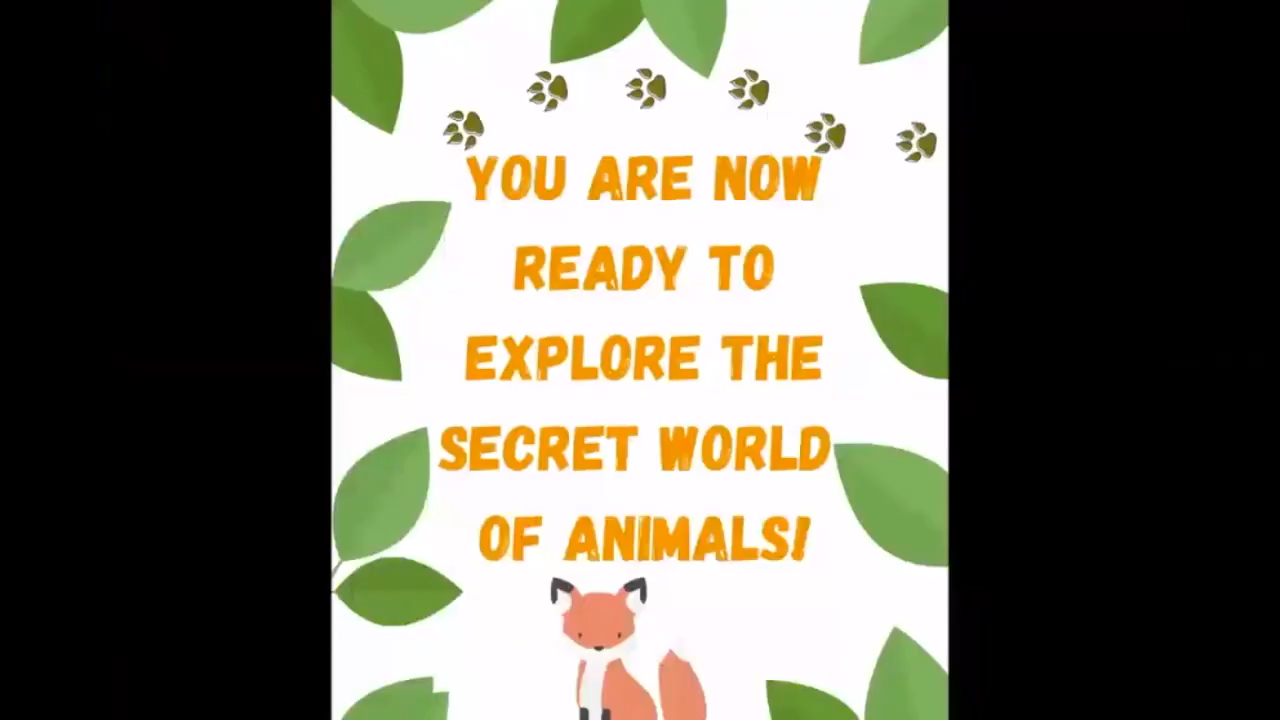 YOU ARE NOW
READY TO
EXPLORE THE
SECRET WORLD
OF ANIMALS!